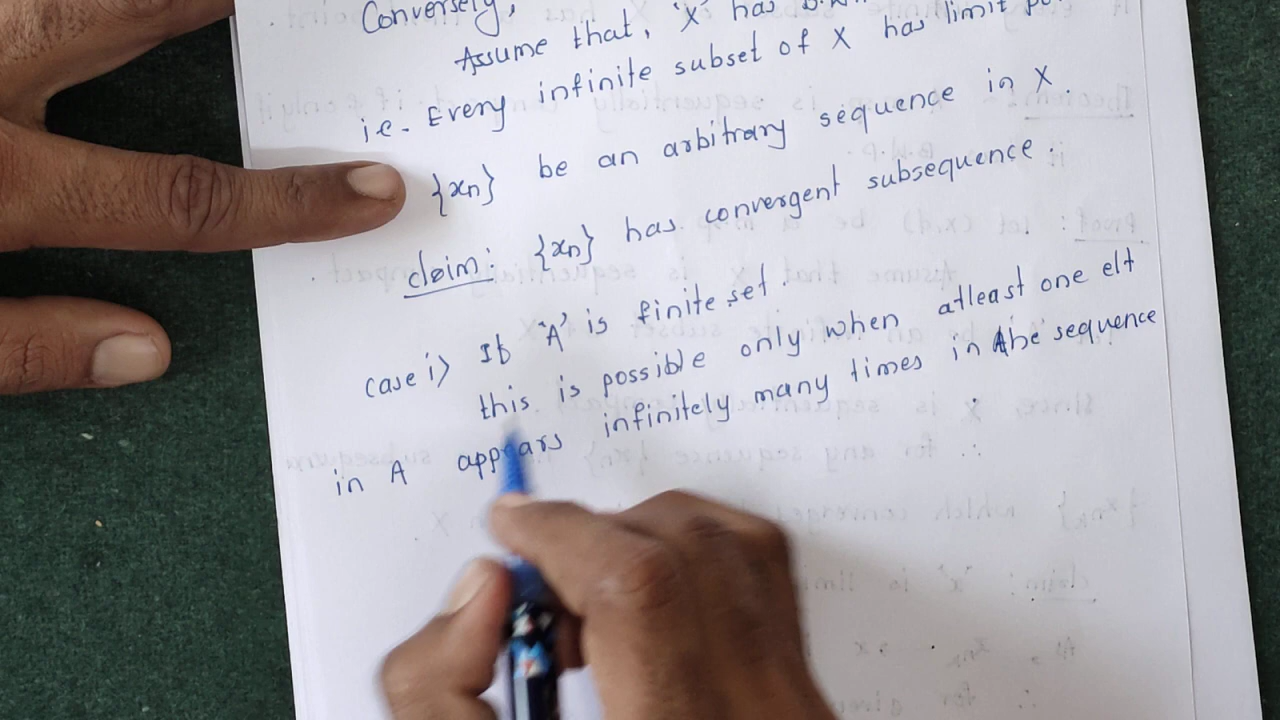 Conversely,
Assume that, 'X' has
i.e. Every infinite subset of X has limit
{xn} be an arbitrary sequence in X.
claim: {xn} has convergent subsequence.
case i) If 'A' is finite set.
this is possible only when atleast one elt
in A appears infinitely many times in the sequence